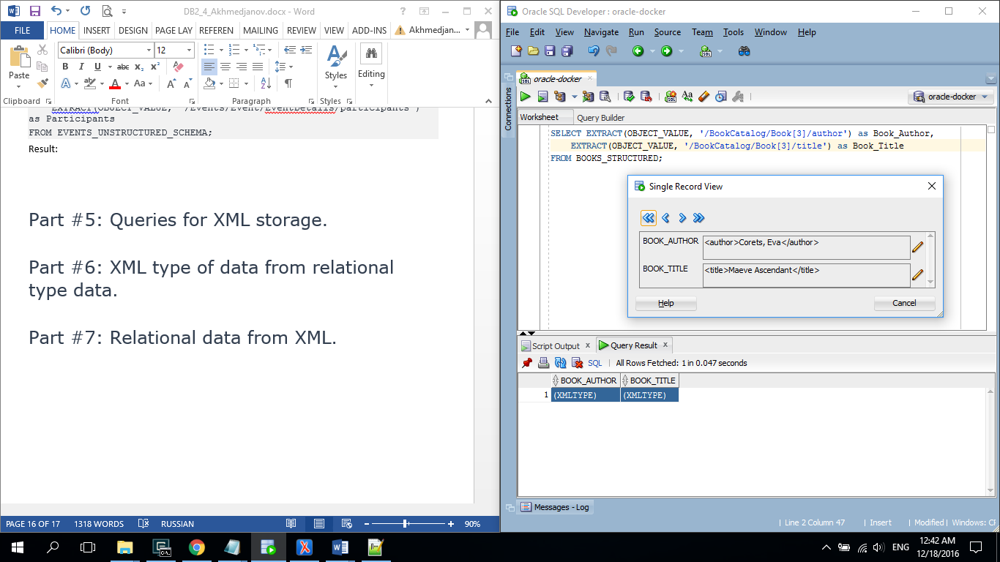 DB2_4_Akhmedjanov.docx - Word
FILE HOME INSERT DESIGN PAGE LAY REFEREN MAILING REVIEW VIEW ADD-INS Akhmedjan...
Calibri (Body) 12
Paste
Styles
Editing
Clipboard Font Paragraph Styles
EXTRACT(OBJECT_VALUE, '/Events/Event/EventDetails/participants')
as Participants
FROM EVENTS_UNSTRUCTURED_SCHEMA;
Result:
Part #5: Queries for XML storage.
Part #6: XML type of data from relational
type data.
Part #7: Relational data from XML.
PAGE 16 OF 17 1318 WORDS RUSSIAN 90%
Oracle SQL Developer : oracle-docker
File Edit View Navigate Run Source Team Tools Window Help
Connections
oracle-docker
oracle-docker
Worksheet Query Builder
SELECT EXTRACT(OBJECT_VALUE, '/BookCatalog/Book[3]/author') as Book_Author,
EXTRACT(OBJECT_VALUE, '/BookCatalog/Book[3]/title') as Book_Title
FROM BOOKS_STRUCTURED;
Single Record View
BOOK_AUTHOR <author>Corets, Eva</author>
BOOK_TITLE <title>Maeve Ascendant</title>
Help Cancel
Script Output x Query Result x
SQL | All Rows Fetched: 1 in 0.047 seconds
BOOK_AUTHOR BOOK_TITLE
1 (XMLTYPE) (XMLTYPE)
Messages - Log
| Line 2 Column 47 | Insert | Modified | Windows: CR
ENG
12:42 AM
12/18/2016